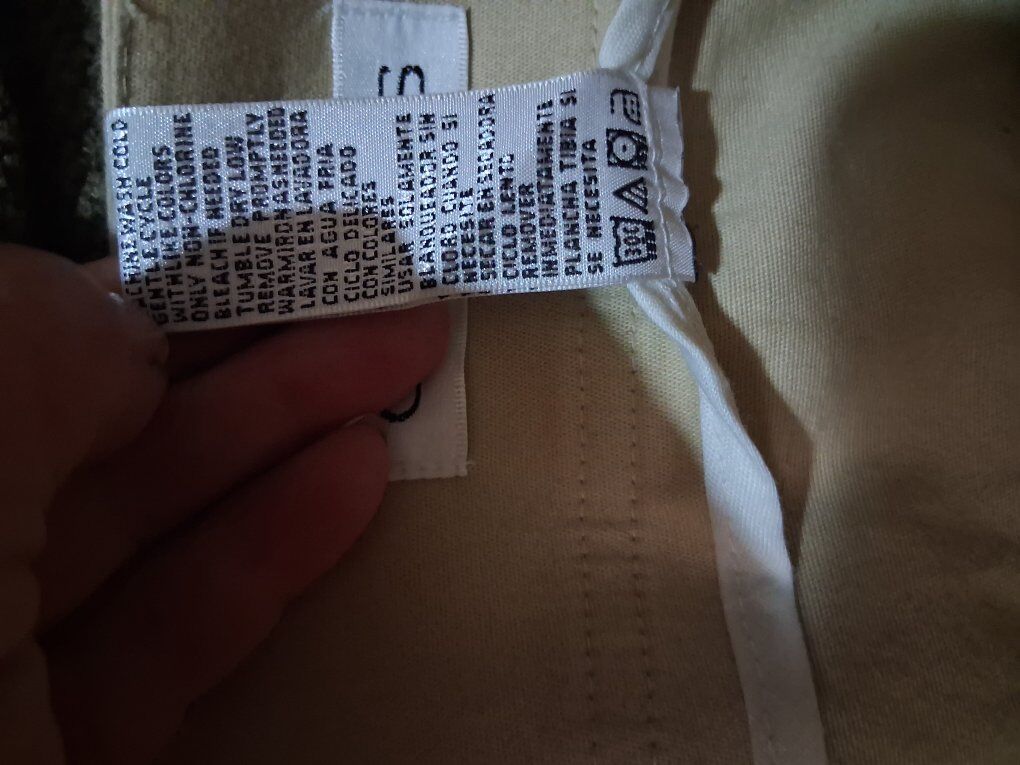 WASH COLD
GENTLE CYCLE
WITH LIKE COLORS
ONLY NON-CHLORINE
BLEACH IF NEEDED
TUMBLE DRY LOW
REMOVE PROMPTLY
WARM IRON AS NEEDED
LAVAR EN LAVADORA
CON AGUA FRIA
CICLO DELICADO
CON COLORES
SIMILARES
USAR SOLAMENTE
BLANQUEADOR SIN
CLORO CUANDO SI
NECESITE
SECAR EN SECADORA
CICLO LENTO
REMOVER
INMEDIATAMENTE
PLANCHA TIBIA SI
SE NECESITA